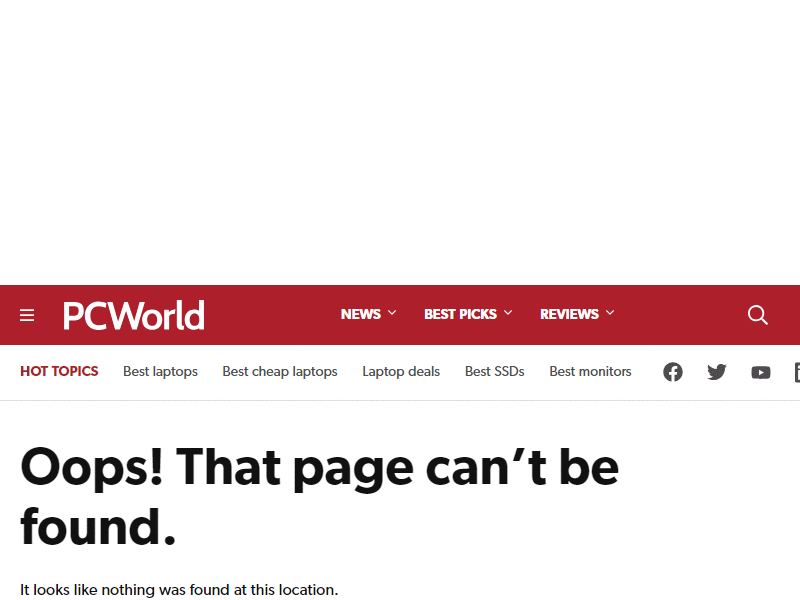 PCWorld NEWS BEST PICKS REVIEWS
HOT TOPICS Best laptops Best cheap laptops Laptop deals Best SSDs Best monitors
Oops! That page can’t be
found.
It looks like nothing was found at this location.